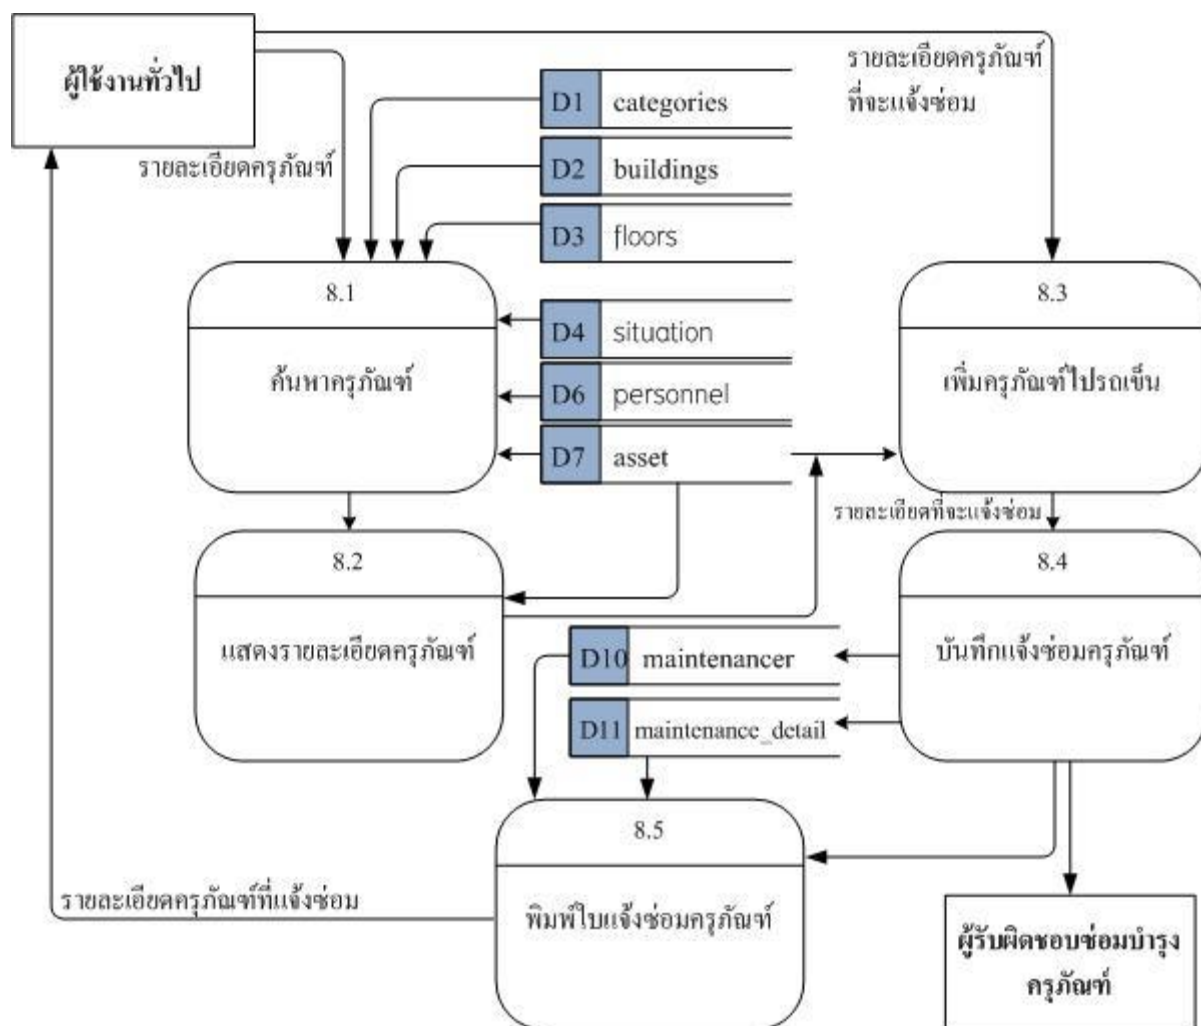 ผู้ใช้งานทั่วไป
รายละเอียดครุภัณฑ์
ที่จะแจ้งซ่อม
D1 categories
รายละเอียดครุภัณฑ์
D2 buildings
D3 floors
8.1
8.3
D4 situation
ค้นหาครุภัณฑ์
เพิ่มครุภัณฑ์ไปรถเข็น
D6 personnel
D7 asset
รายละเอียดที่จะแจ้งซ่อม
8.2
8.4
แสดงรายละเอียดครุภัณฑ์
D10 maintenancer
บันทึกแจ้งซ่อมครุภัณฑ์
D11 maintenance_detail
8.5
รายละเอียดครุภัณฑ์ที่แจ้งซ่อม
พิมพ์ใบแจ้งซ่อมครุภัณฑ์
ผู้รับผิดชอบซ่อมบำรุง
ครุภัณฑ์